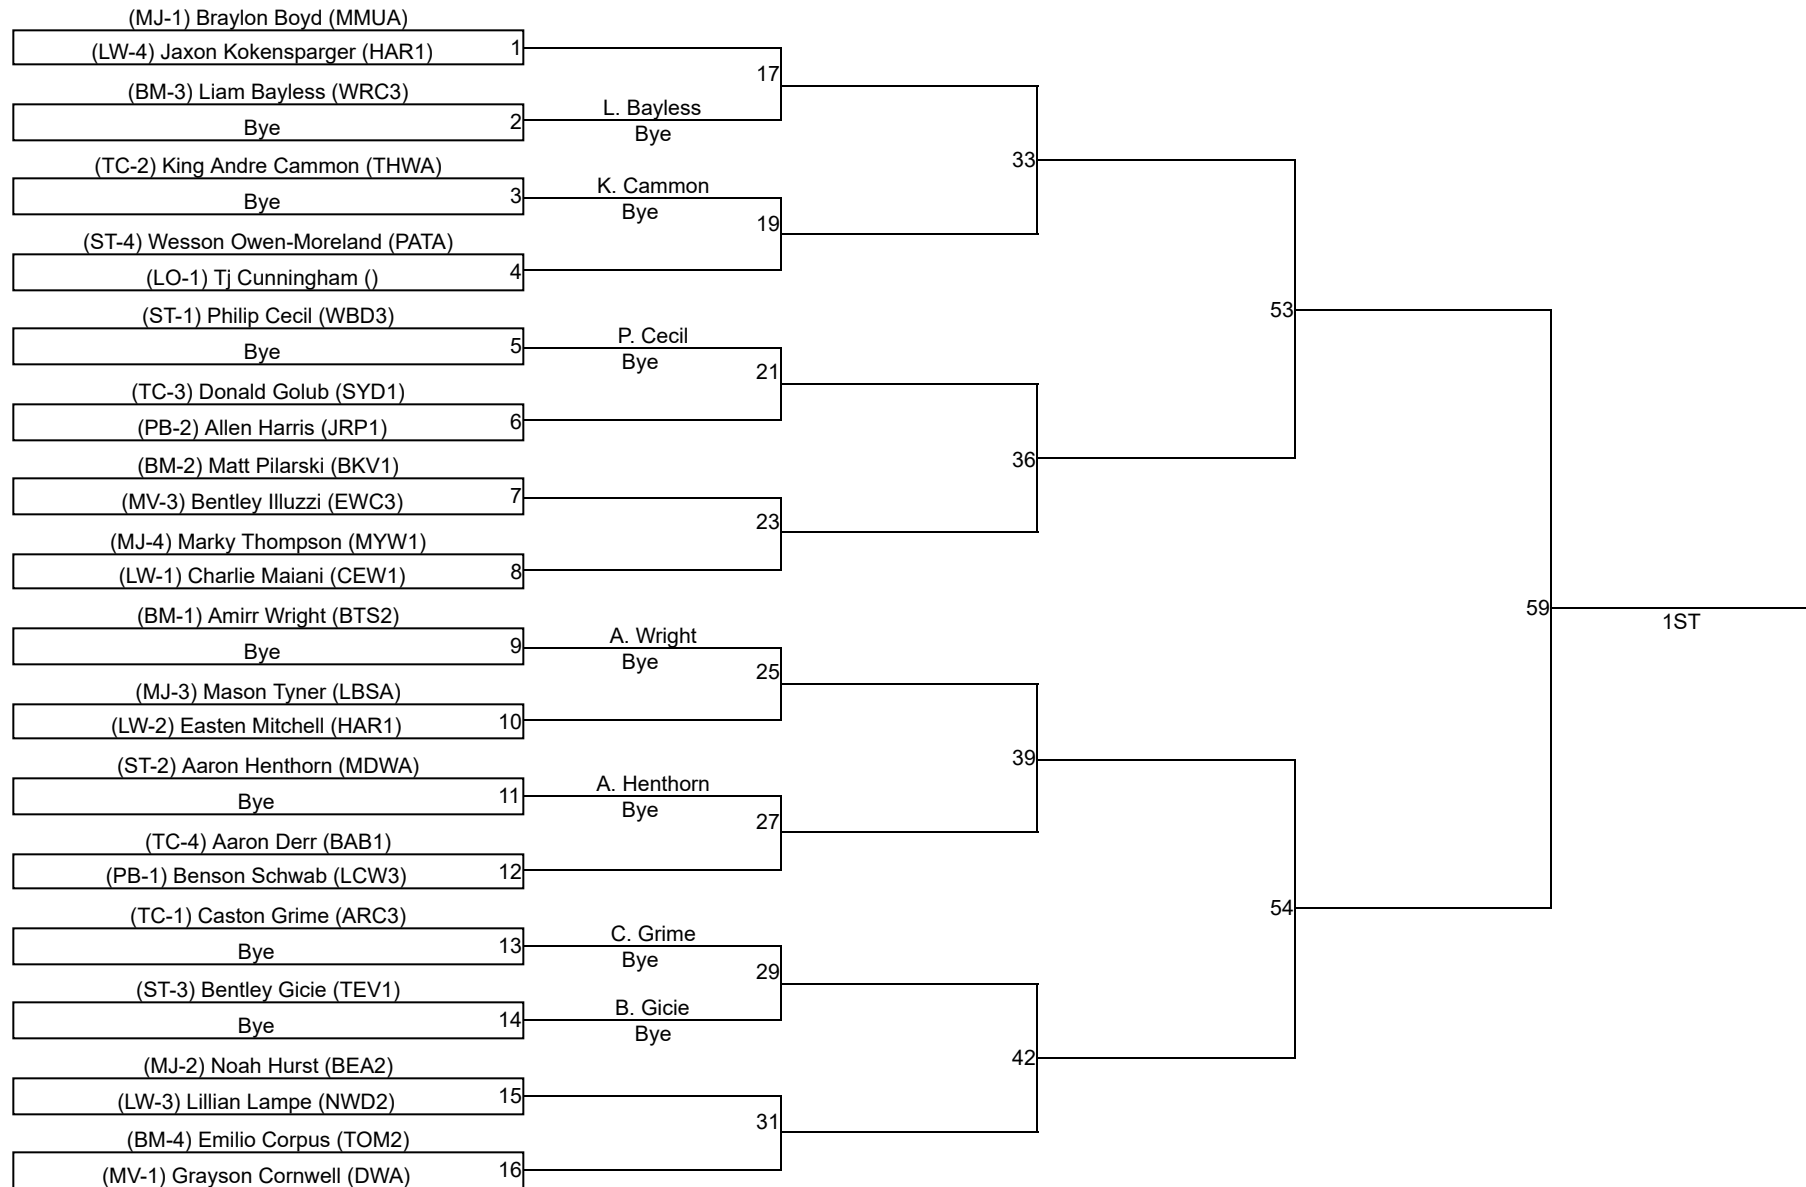 (MJ-1) Braylon Boyd (MMUA)
(LW-4) Jaxon Kokensparger (HAR1)
1
(BM-3) Liam Bayless (WRC3)
Bye
2
(TC-2) King Andre Cammon (THWA)
Bye
3
(ST-4) Wesson Owen-Moreland (PATA)
(LO-1) Tj Cunningham ()
4
(ST-1) Philip Cecil (WBD3)
Bye
5
(TC-3) Donald Golub (SYD1)
(PB-2) Allen Harris (JRP1)
6
(BM-2) Matt Pilarski (BKV1)
(MV-3) Bentley Illuzzi (EWC3)
7
(MJ-4) Marky Thompson (MYW1)
(LW-1) Charlie Maiani (CEW1)
8
(BM-1) Amirr Wright (BTS2)
Bye
9
(MJ-3) Mason Tyner (LBSA)
(LW-2) Easten Mitchell (HAR1)
10
(ST-2) Aaron Henthorn (MDWA)
Bye
11
(TC-4) Aaron Derr (BAB1)
(PB-1) Benson Schwab (LCW3)
12
(TC-1) Caston Grime (ARC3)
Bye
13
(ST-3) Bentley Gicie (TEV1)
Bye
14
(MJ-2) Noah Hurst (BEA2)
(LW-3) Lillian Lampe (NWD2)
15
(BM-4) Emilio Corpus (TOM2)
(MV-1) Grayson Cornwell (DWA)
16
17
L. Bayless
Bye
K. Cammon
Bye
19
P. Cecil
Bye
21
23
A. Wright
Bye
25
A. Henthorn
Bye
27
C. Grime
Bye
29
B. Gicie
Bye
31
33
36
39
42
53
54
59
1ST